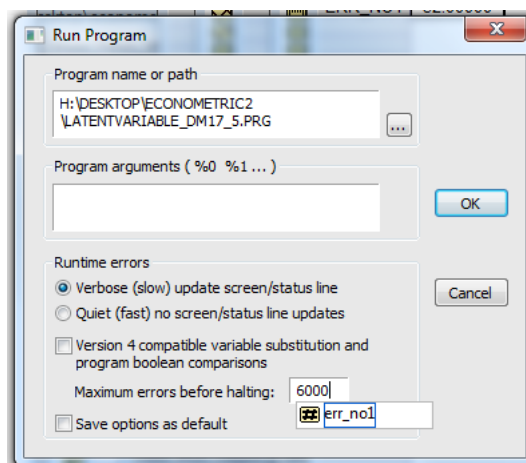 ERR_NO1
Run Program
Program name or path
H:\DESKTOP\ECONOMETRIC2
\LATENTVARIABLE_DM17_5.PRG
...
Program arguments ( %0 %1 ... )
OK
Runtime errors
Verbose (slow) update screen/status line
Quiet (fast) no screen/status line updates
Cancel
Version 4 compatible variable substitution and
program boolean comparisons
Maximum errors before halting: 6000
err_no1
Save options as default